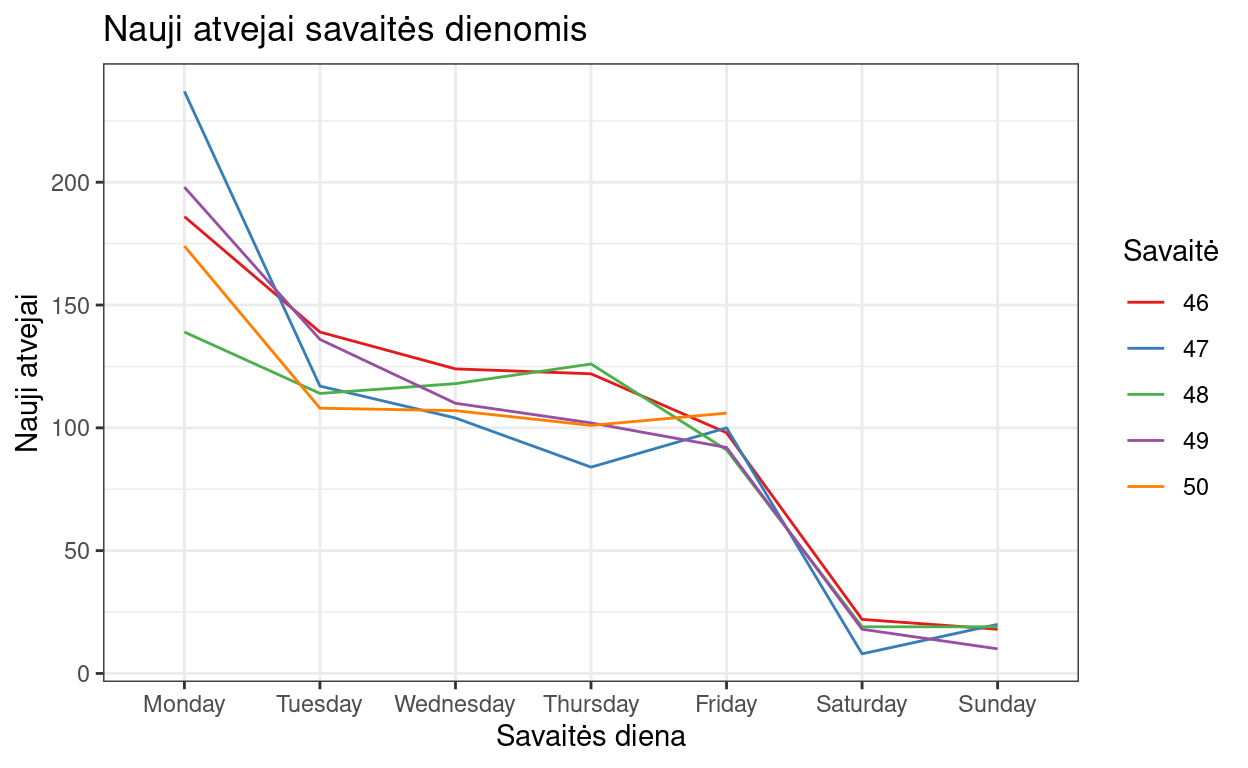 Nauji atvejai savaitės dienomis
Nauji atvejai
200
150
100
50
0
Monday Tuesday Wednesday Thursday Friday Saturday Sunday
Savaitės diena
Savaitė
46
47
48
49
50